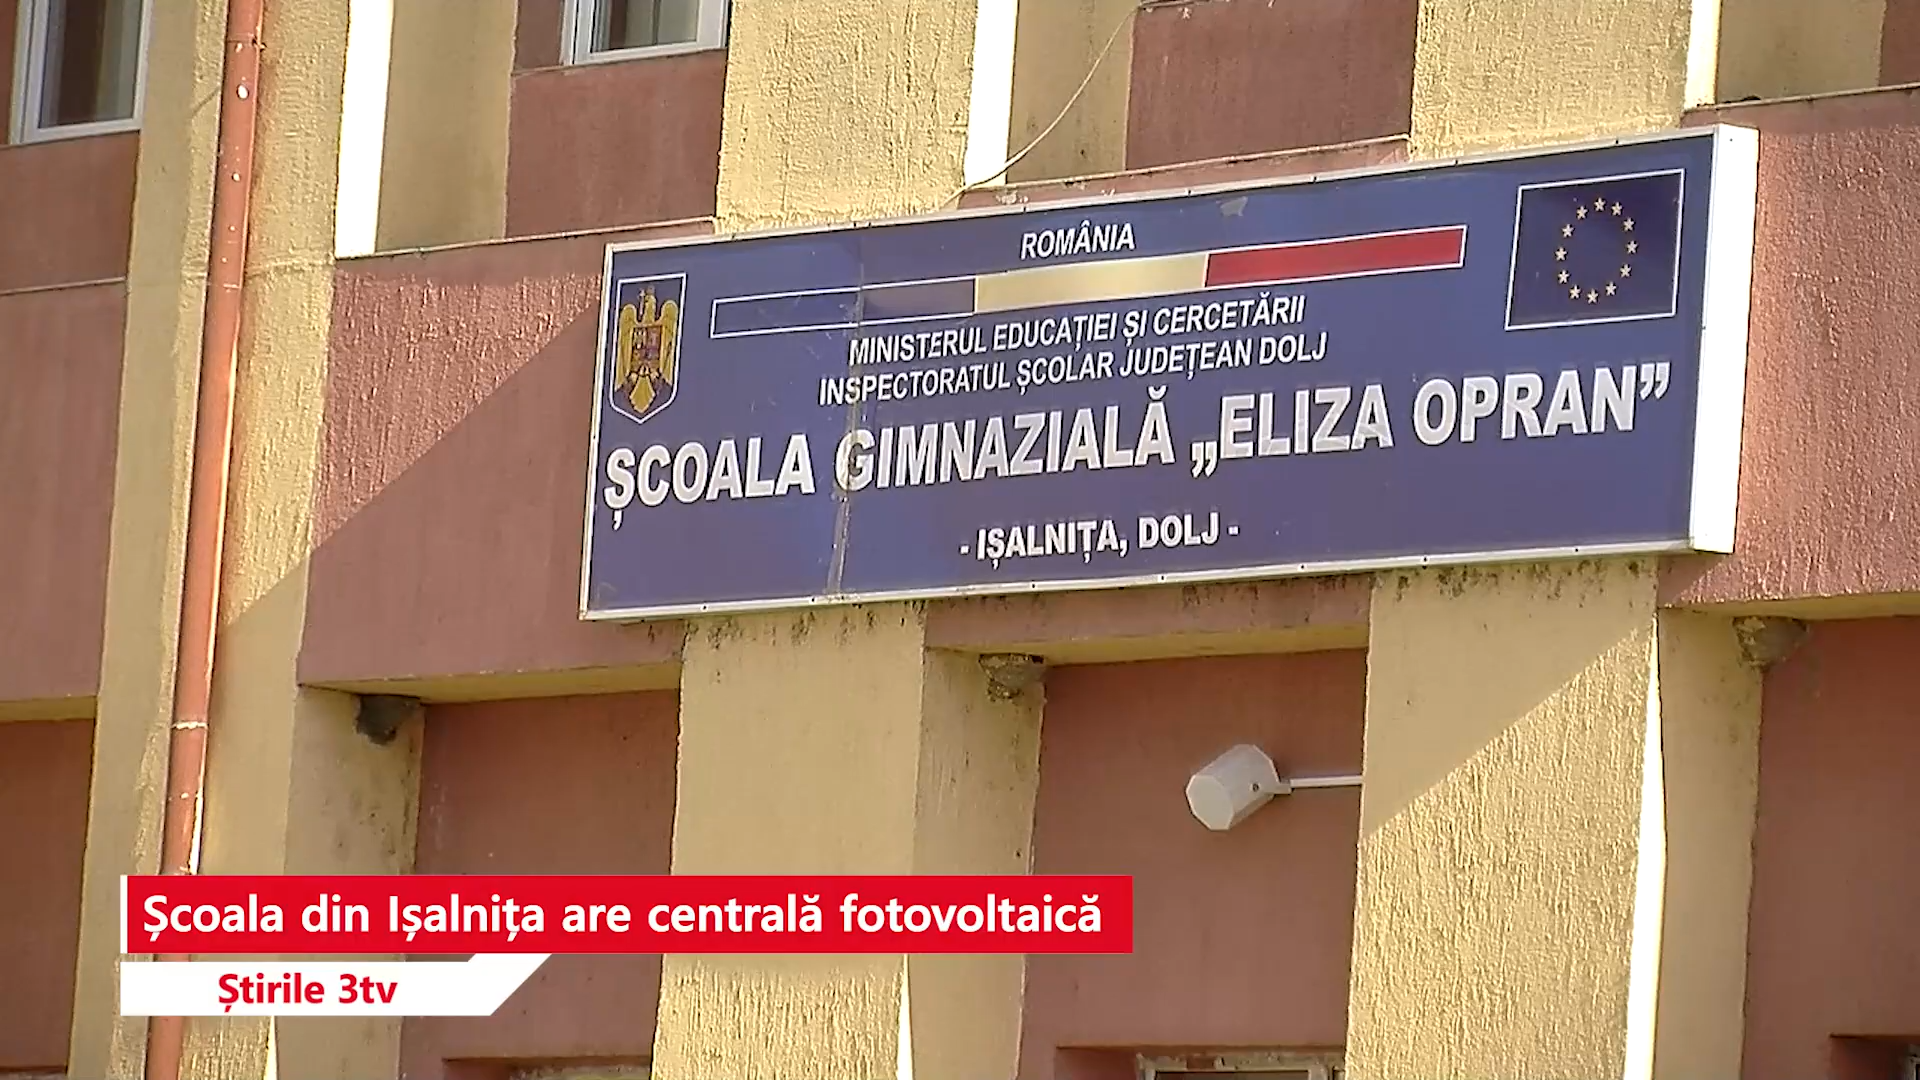 ROMÂNIA
MINISTERUL EDUCAȚIEI ȘI CERCETĂRII
INSPECTORATUL ȘCOLAR JUDEȚEAN DOLJ
ȘCOALA GIMNAZIALĂ „ELIZA OPRAN”
- IȘALNIȚA, DOLJ -
Școala din Ișalnița are centrală fotovoltaică
Știrile 3tv